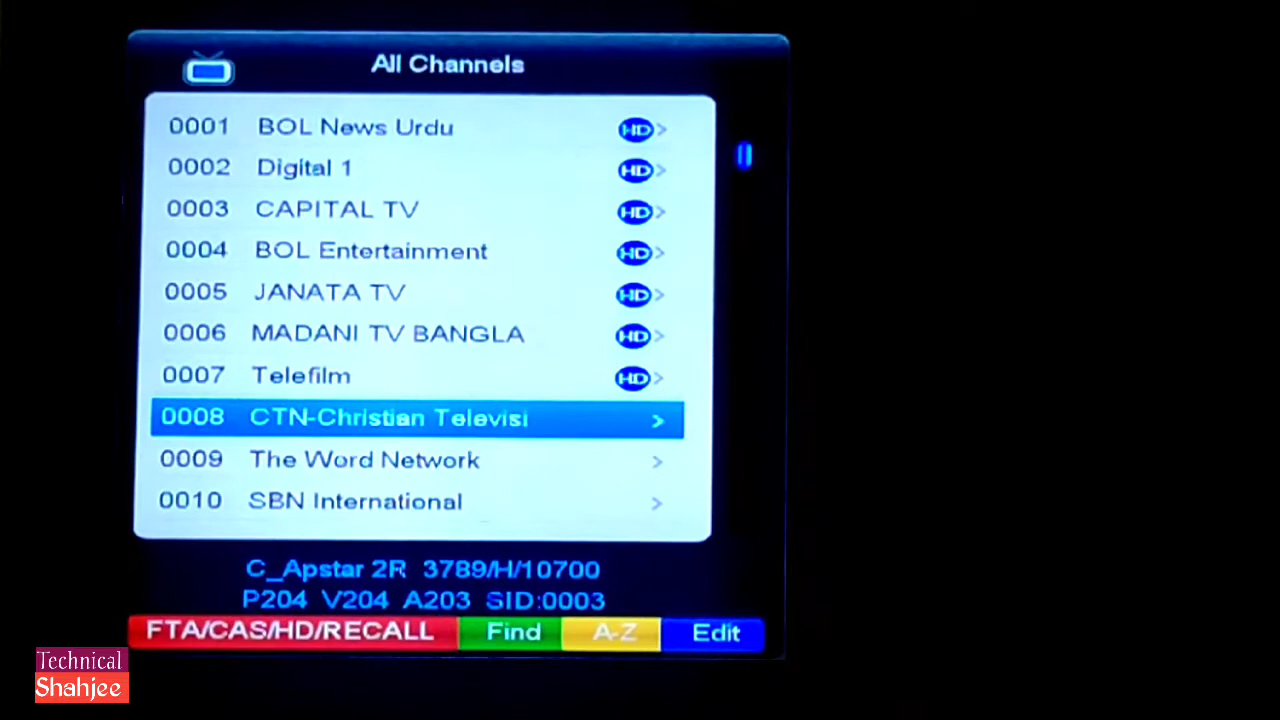 All Channels
0001 BOL News Urdu HD >
0002 Digital 1 HD >
0003 CAPITAL TV HD >
0004 BOL Entertainment HD >
0005 JANATA TV HD >
0006 MADANI TV BANGLA HD >
0007 Telefilm HD >
0008 CTN-Christian Televisi >
0009 The Word Network >
0010 SBN International >
C_Apstar 2R 3789/H/10700
P204 V204 A203 SID:0003
FTA/CAS/HD/RECALL Find A-Z Edit
Technical
Shahjee